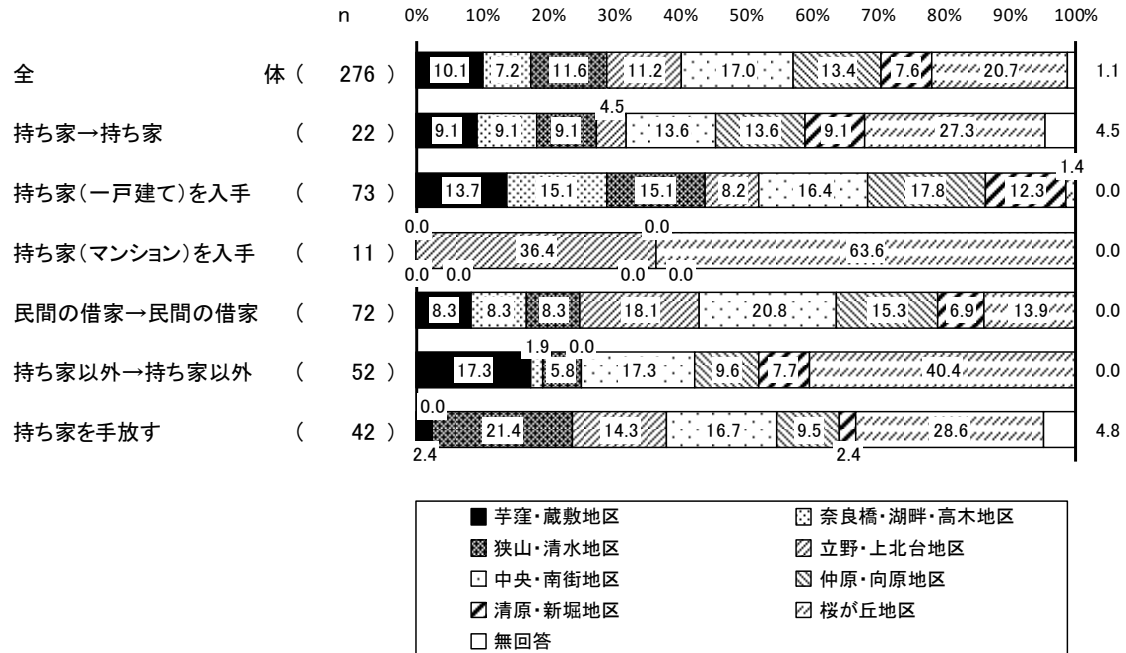 n 0% 10% 20% 30% 40% 50% 60% 70% 80% 90% 100%
全 体 ( 276 ) 10.1 7.2 11.6 11.2 17.0 13.4 7.6 20.7 1.1
4.5
持ち家→持ち家 ( 22 ) 9.1 9.1 9.1 13.6 13.6 9.1 27.3 4.5
1.4
持ち家(一戸建て)を入手 ( 73 ) 13.7 15.1 15.1 8.2 16.4 17.8 12.3 0.0
0.0 0.0
持ち家(マンション)を入手 ( 11 ) 36.4 63.6 0.0
0.0 0.0 0.0 0.0
民間の借家→民間の借家 ( 72 ) 8.3 8.3 8.3 18.1 20.8 15.3 6.9 13.9 0.0
1.9 0.0
持ち家以外→持ち家以外 ( 52 ) 17.3 5.8 17.3 9.6 7.7 40.4 0.0
0.0
持ち家を手放す ( 42 ) 21.4 14.3 16.7 9.5 28.6 4.8
2.4 2.4
芋窪・蔵敷地区 奈良橋・湖畔・高木地区
狭山・清水地区 立野・上北台地区
中央・南街地区 仲原・向原地区
清原・新堀地区 桜が丘地区
無回答